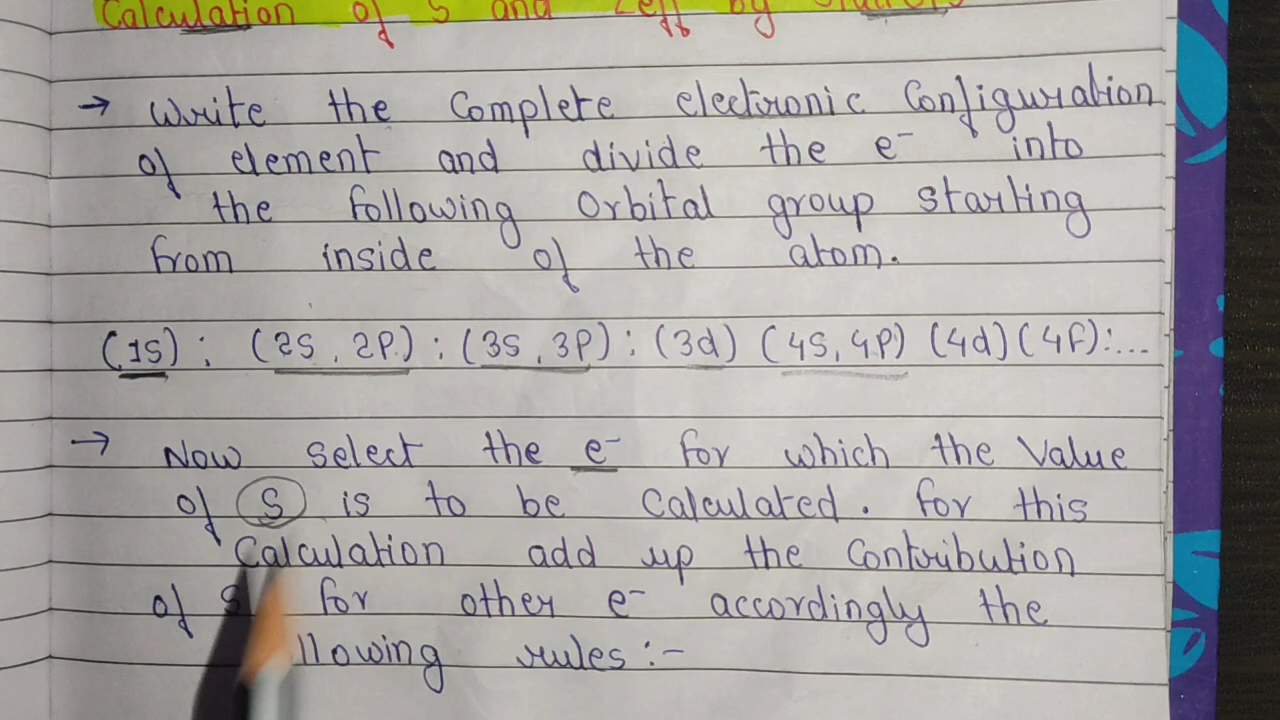 Calculation of S and Zeff by
→ Write the Complete electronic Configuration
of element and divide the e⁻ into
the following Orbital group starting
from inside of the atom.
(1S) : (2S, 2P) : (3S, 3P) : (3d) (4S, 4P) (4d) (4f) : ...
→ Now select the e⁻ for which the Value
of S is to be Calculated. For this
Calculation add up the Contribution
of S for other e⁻ accordingly the
llowing rules :-